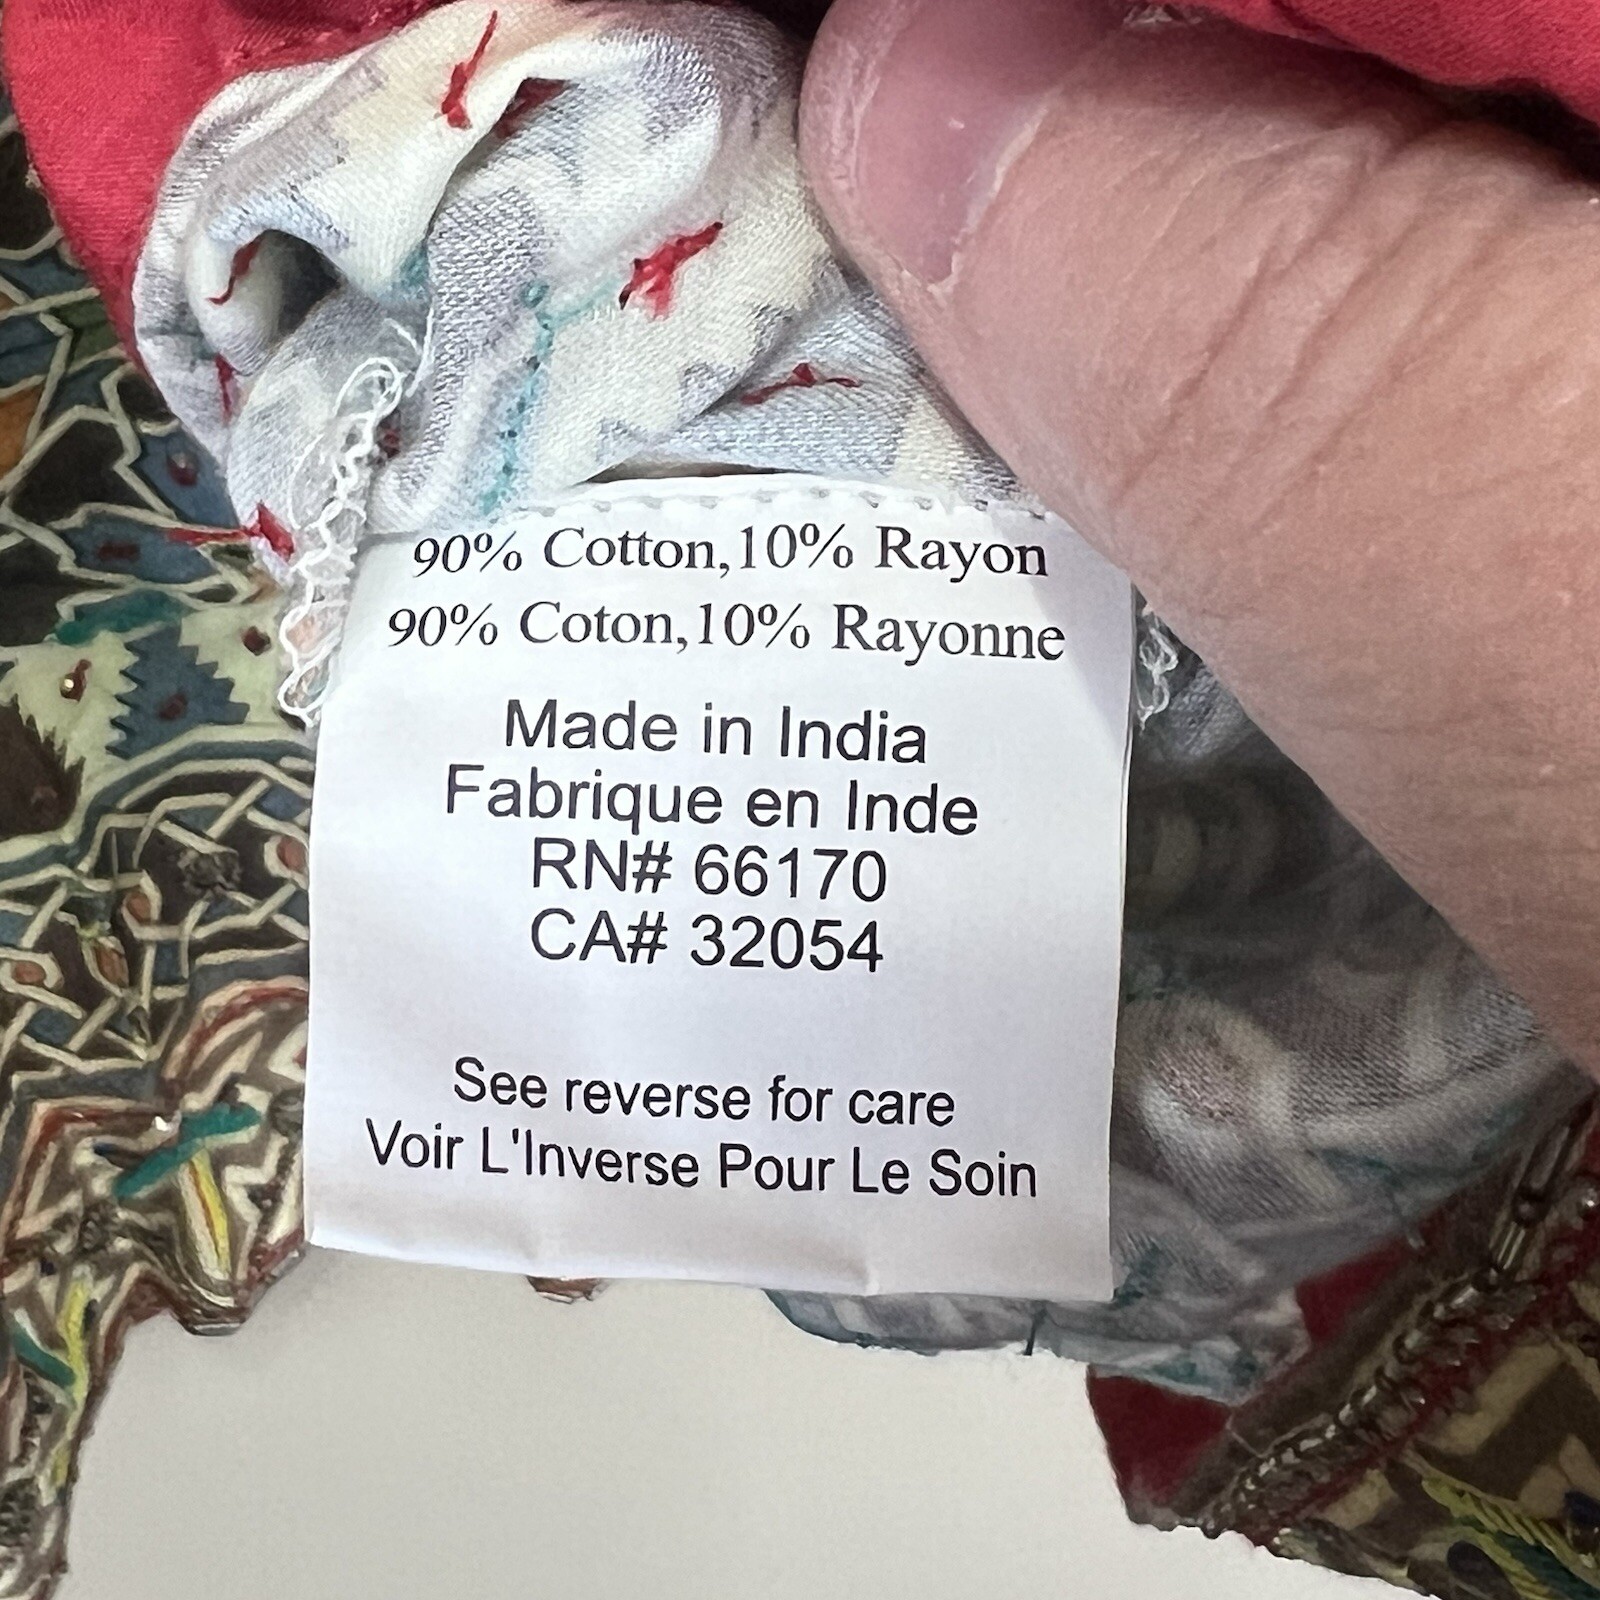 90% Cotton,10% Rayon
90% Coton,10% Rayonne
Made in India
Fabrique en Inde
RN# 66170
CA# 32054
See reverse for care
Voir L'Inverse Pour Le Soin